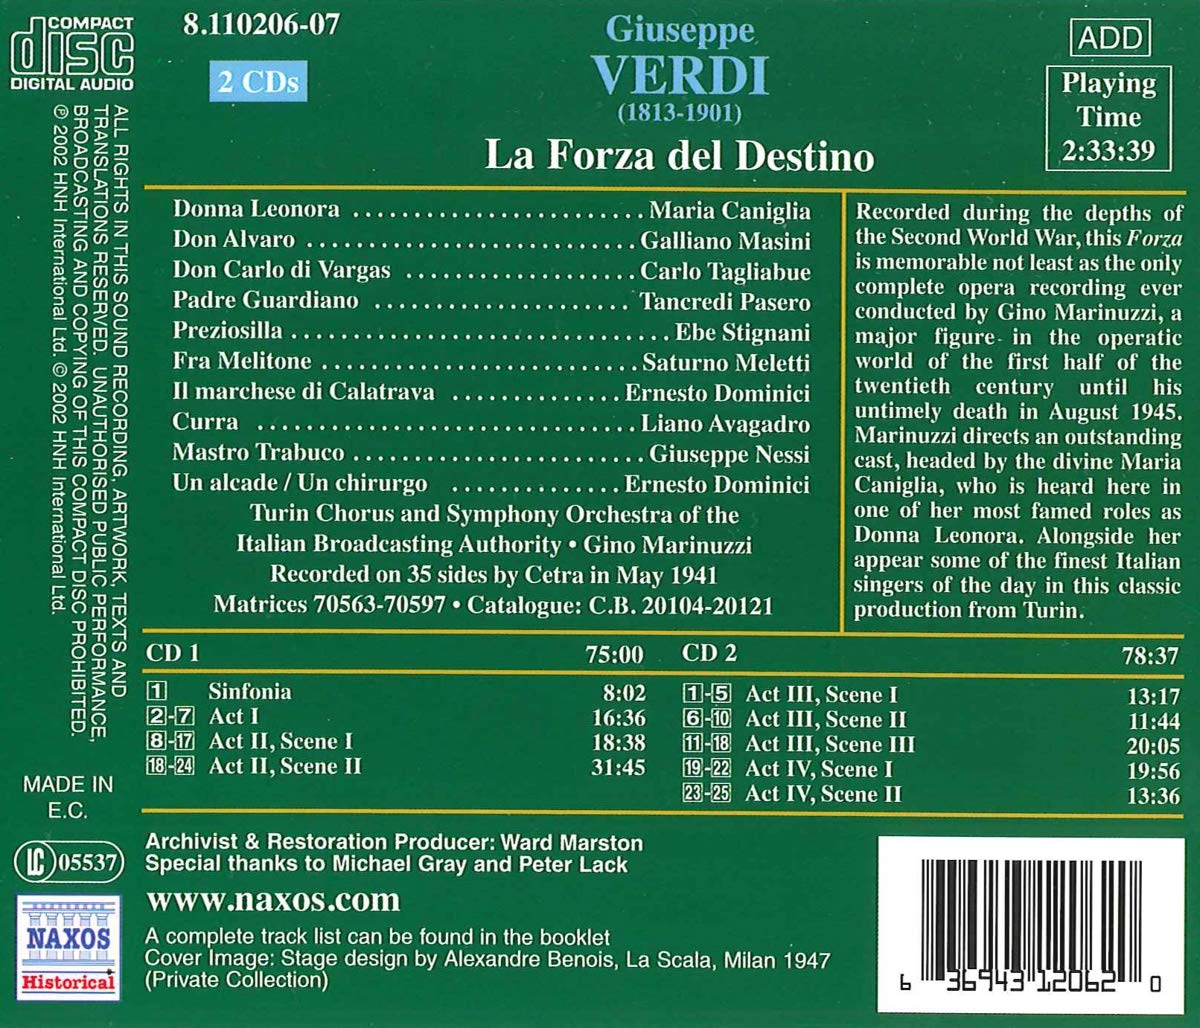 COMPACT
disc
DIGITAL AUDIO
8.110206-07
2 CDs
Giuseppe
VERDI
(1813-1901)
La Forza del Destino
ADD
Playing
Time
2:33:39
ALL RIGHTS IN THIS SOUND RECORDING, ARTWORK, TEXTS AND
TRANSLATIONS RESERVED. UNAUTHORISED PUBLIC PERFORMANCE,
BROADCASTING AND COPYING OF THIS COMPACT DISC PROHIBITED.
℗ 2002 HNH International Ltd. © 2002 HNH International Ltd.
Donna Leonora ........................ Maria Caniglia
Don Alvaro ........................ Galliano Masini
Don Carlo di Vargas ........................ Carlo Tagliabue
Padre Guardiano ........................ Tancredi Pasero
Preziosilla ........................ Ebe Stignani
Fra Melitone ........................ Saturno Meletti
Il marchese di Calatrava ........................ Ernesto Dominici
Curra ........................ Liano Avagadro
Mastro Trabuco ........................ Giuseppe Nessi
Un alcade / Un chirurgo ........................ Ernesto Dominici
Turin Chorus and Symphony Orchestra of the
Italian Broadcasting Authority • Gino Marinuzzi
Recorded on 35 sides by Cetra in May 1941
Matrices 70563-70597 • Catalogue: C.B. 20104-20121
Recorded during the depths of
the Second World War, this Forza
is memorable not least as the only
complete opera recording ever
conducted by Gino Marinuzzi, a
major figure in the operatic
world of the first half of the
twentieth century until his
untimely death in August 1945.
Marinuzzi directs an outstanding
cast, headed by the divine Maria
Caniglia, who is heard here in
one of her most famed roles as
Donna Leonora. Alongside her
appear some of the finest Italian
singers of the day in this classic
production from Turin.
CD 1 75:00
1 Sinfonia 8:02
2-7 Act I 16:36
8-17 Act II, Scene I 18:38
18-24 Act II, Scene II 31:45
CD 2 78:37
1-5 Act III, Scene I 13:17
6-10 Act III, Scene II 11:44
11-18 Act III, Scene III 20:05
19-22 Act IV, Scene I 19:56
23-25 Act IV, Scene II 13:36
MADE IN
E.C.
LC 05537
NAXOS
Historical
Archivist & Restoration Producer: Ward Marston
Special thanks to Michael Gray and Peter Lack
www.naxos.com
A complete track list can be found in the booklet
Cover Image: Stage design by Alexandre Benois, La Scala, Milan 1947
(Private Collection)
6 36943 12062 0